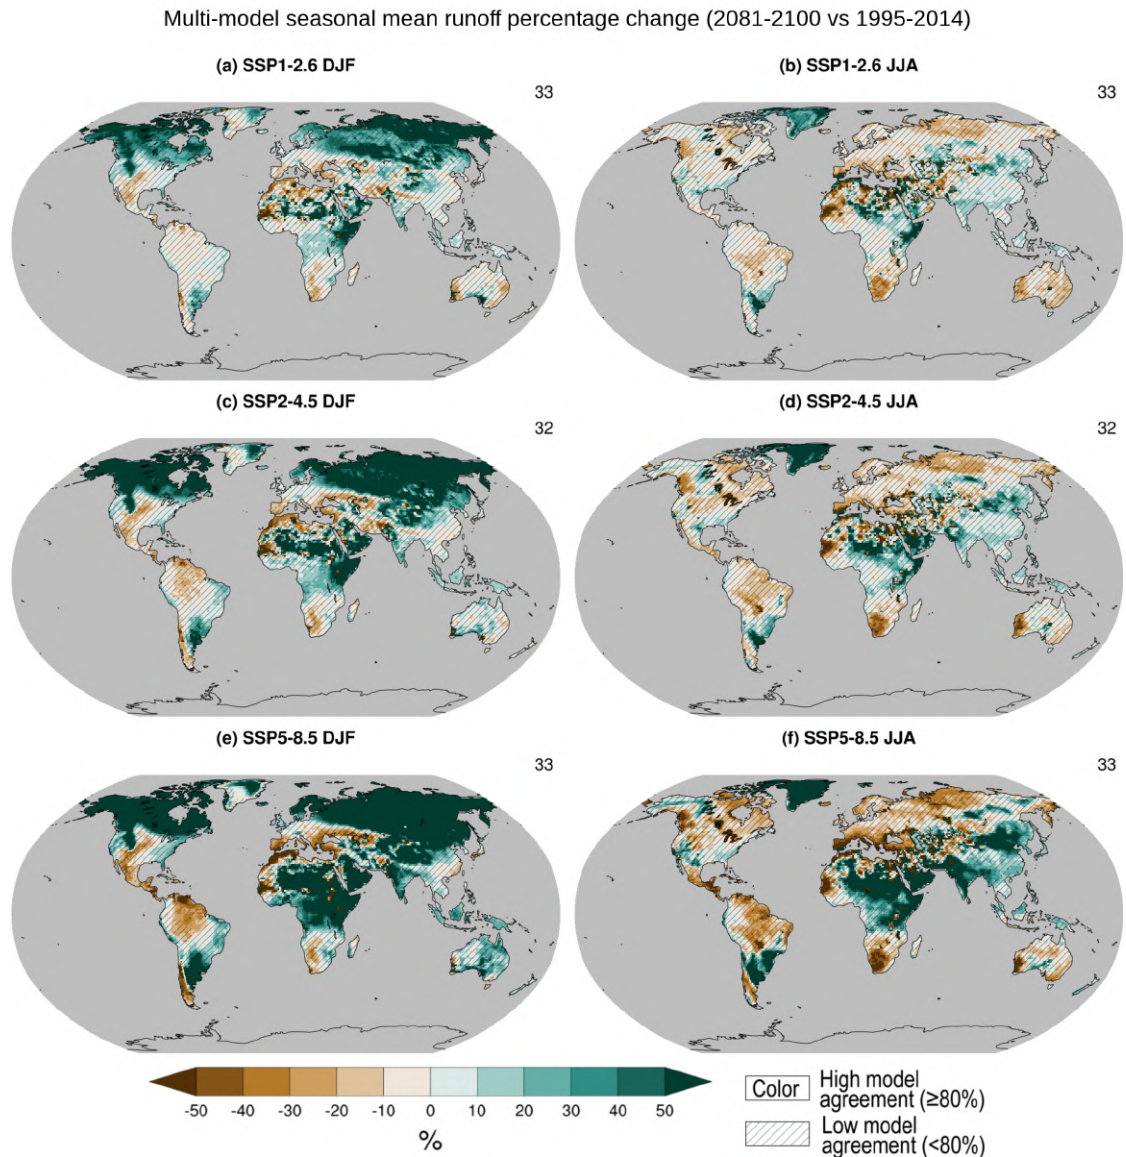 Multi-model seasonal mean runoff percentage change (2081-2100 vs 1995-2014)
(a) SSP1-2.6 DJF
33
(b) SSP1-2.6 JJA
33
(c) SSP2-4.5 DJF
32
(d) SSP2-4.5 JJA
32
(e) SSP5-8.5 DJF
33
(f) SSP5-8.5 JJA
33
-50 -40 -30 -20 -10 0 10 20 30 40 50
%
Color
High model
agreement (≥80%)
Low model
agreement (<80%)